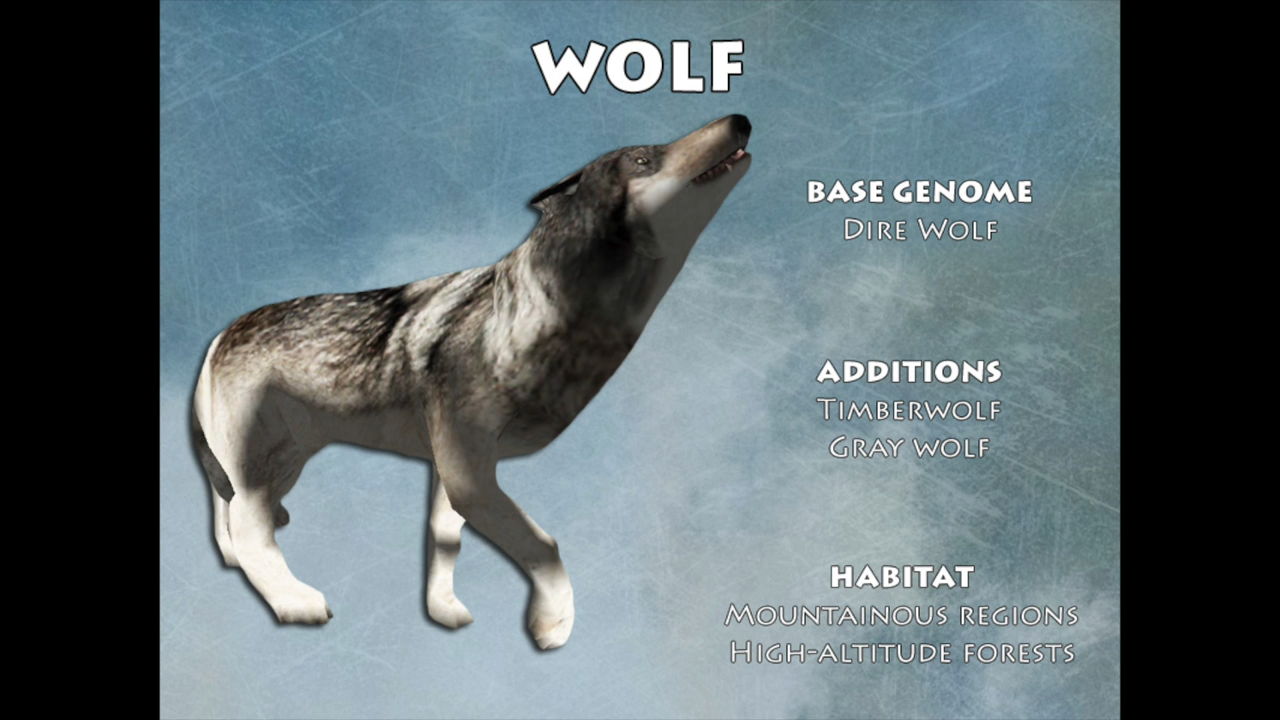 WOLF
BASE GENOME
DIRE WOLF
ADDITIONS
TIMBERWOLF
GRAY WOLF
HABITAT
MOUNTAINOUS REGIONS
HIGH-ALTITUDE FORESTS